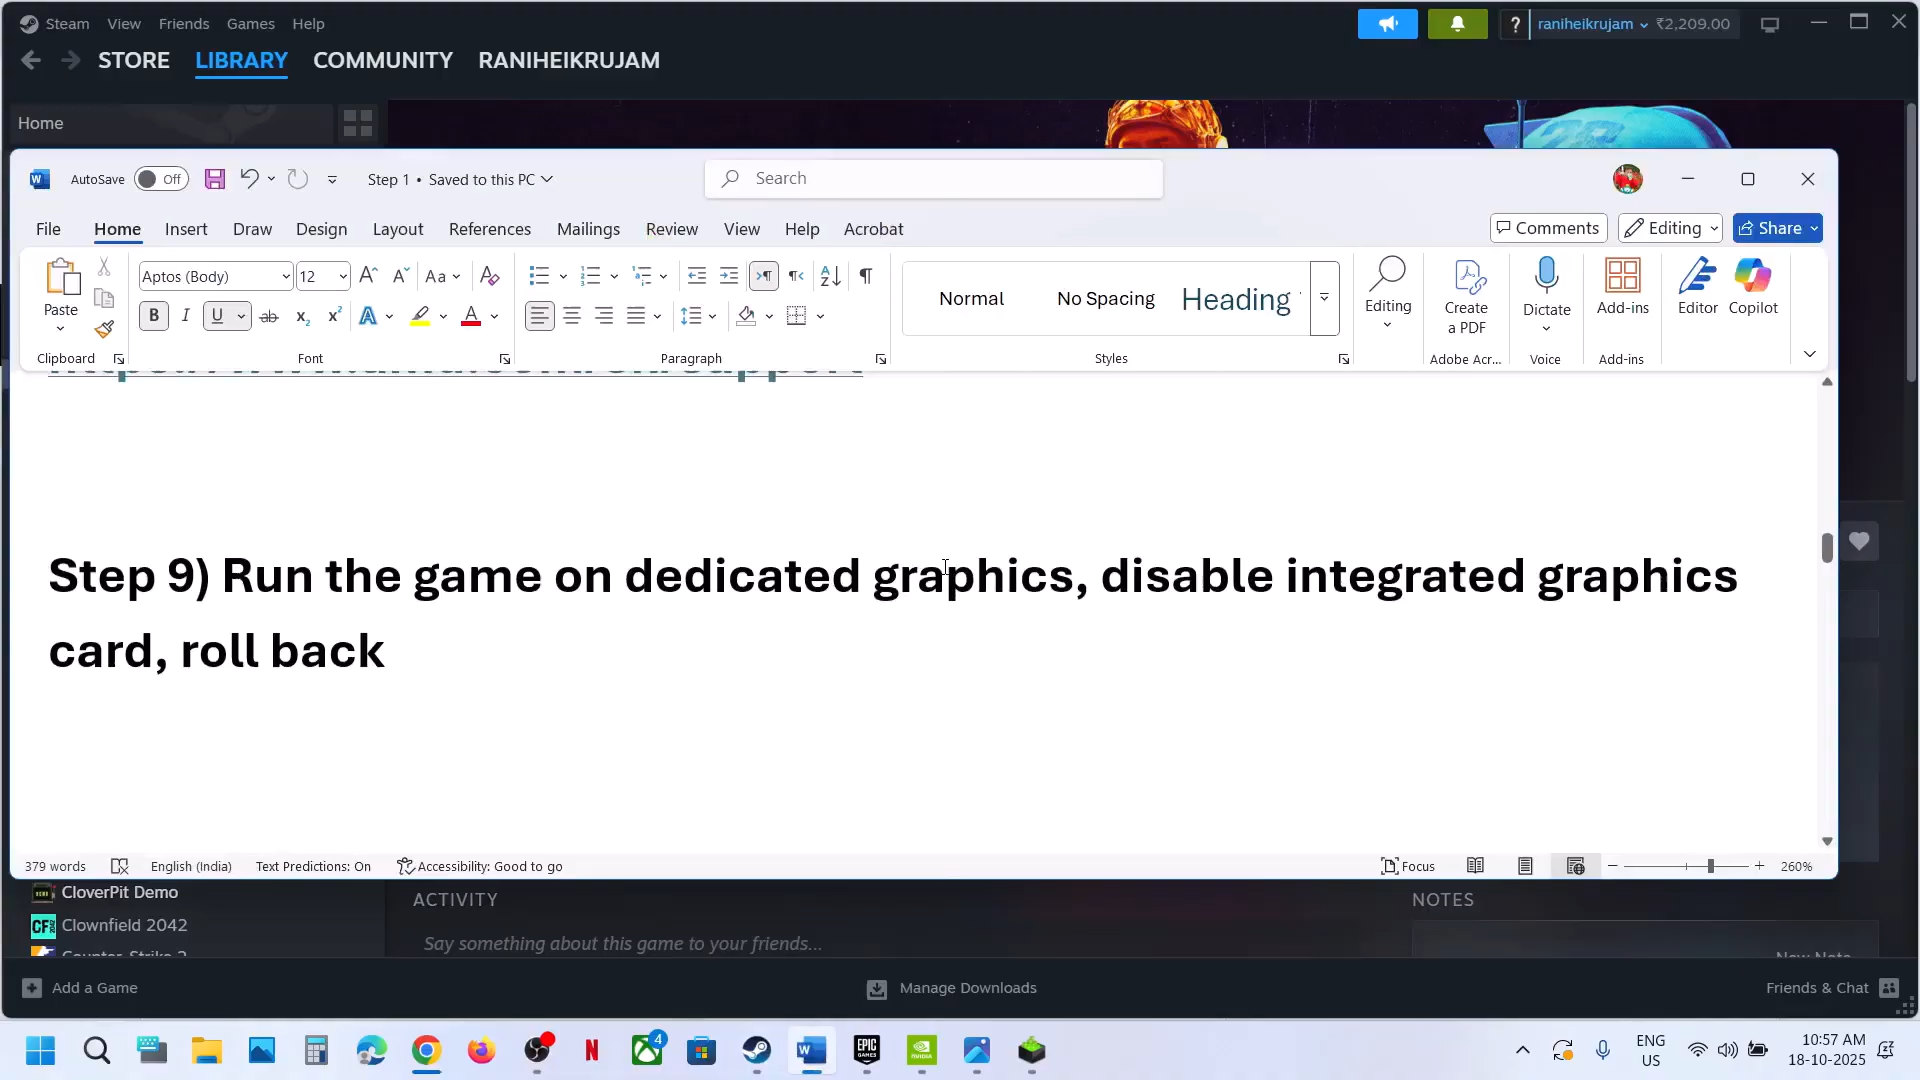 Steam View Friends Games Help
? raniheikrujam ₹2,209.00
STORE LIBRARY COMMUNITY RANIHEIKRUJAM
Home
AutoSave Off Step 1 • Saved to this PC Search
File Home Insert Draw Design Layout References Mailings Review View Help Acrobat Comments Editing Share
Paste Aptos (Body) 12 Normal No Spacing Heading Editing Create a PDF Dictate Add-ins Editor Copilot
Clipboard Font Paragraph Styles Adobe Acr... Voice Add-ins
Step 9) Run the game on dedicated graphics, disable integrated graphics
card, roll back
379 words English (India) Text Predictions: On Accessibility: Good to go Focus 260%
CloverPit Demo ACTIVITY NOTES
Clownfield 2042
Say something about this game to your friends...
Counter-Strike 2
New Note
Add a Game Manage Downloads Friends & Chat
4
ENG
US
10:57 AM
18-10-2025